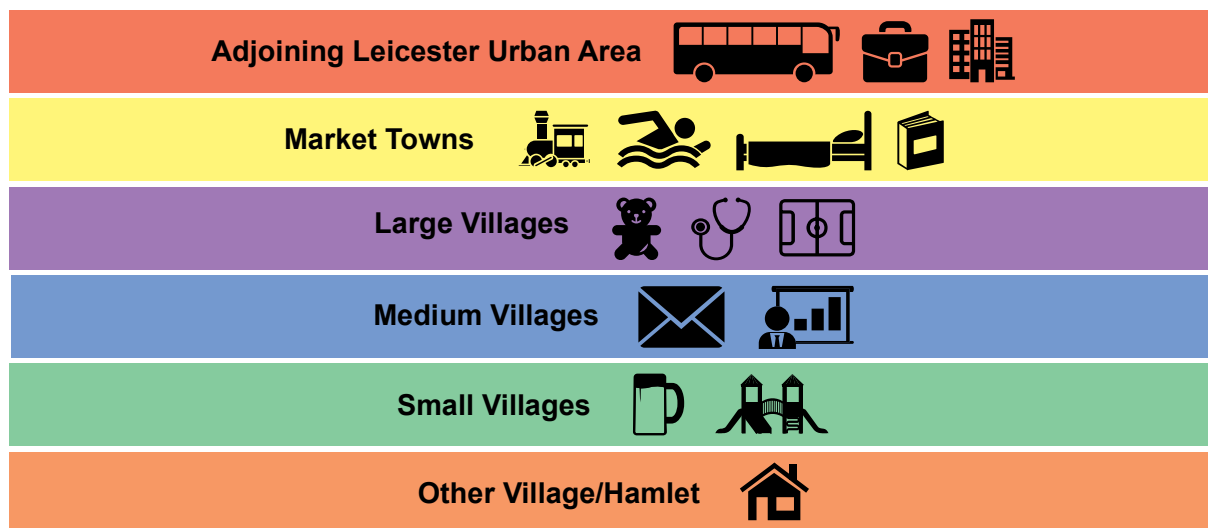 Adjoining Leicester Urban Area
Market Towns
Large Villages
Medium Villages
Small Villages
Other Village/Hamlet